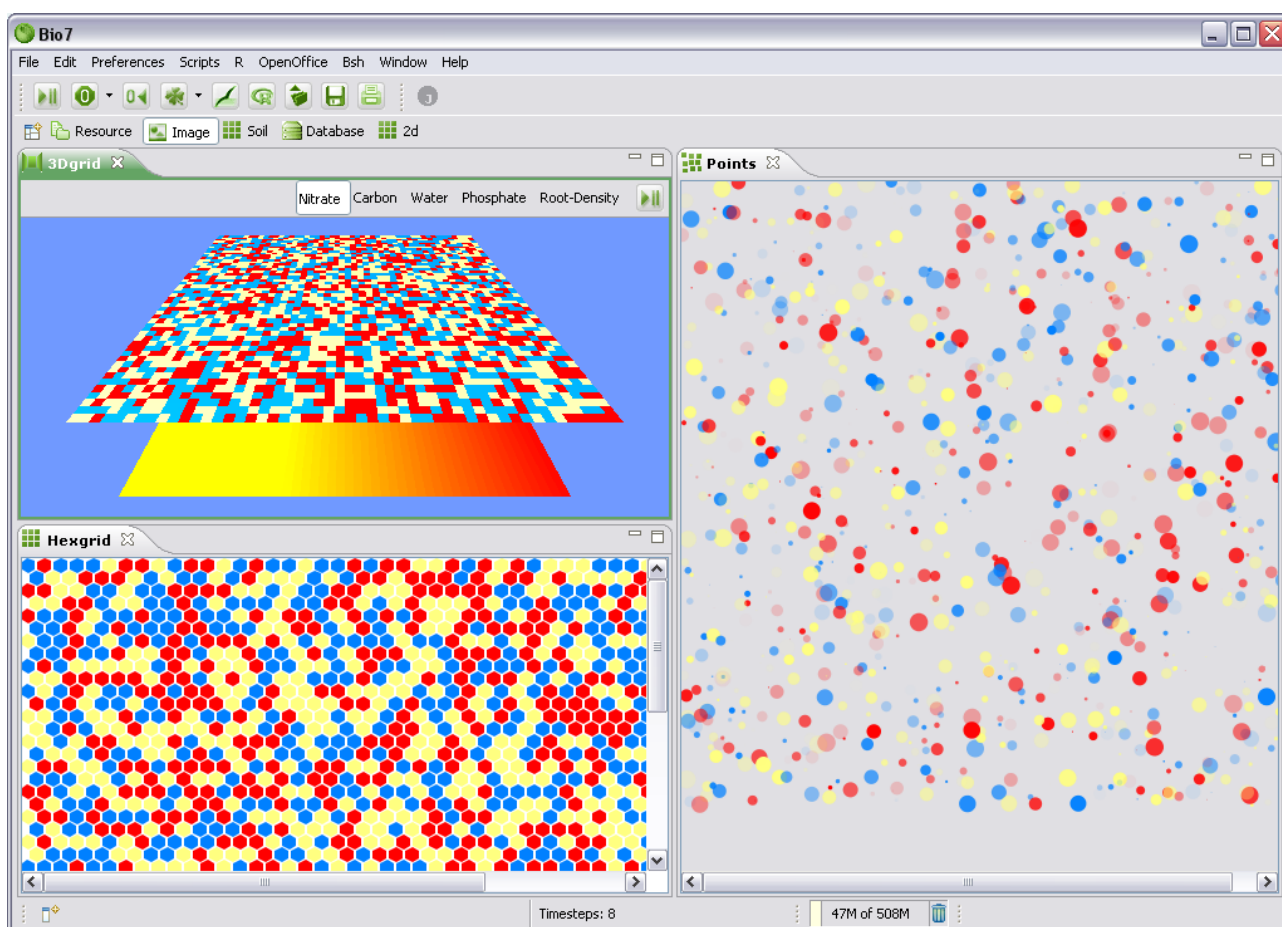 Bio7
File Edit Preferences Scripts R OpenOffice Bsh Window Help
Resource Image Soil Database 2d
3Dgrid
Nitrate Carbon Water Phosphate Root-Density
Hexgrid
Points
Timesteps: 8
47M of 508M